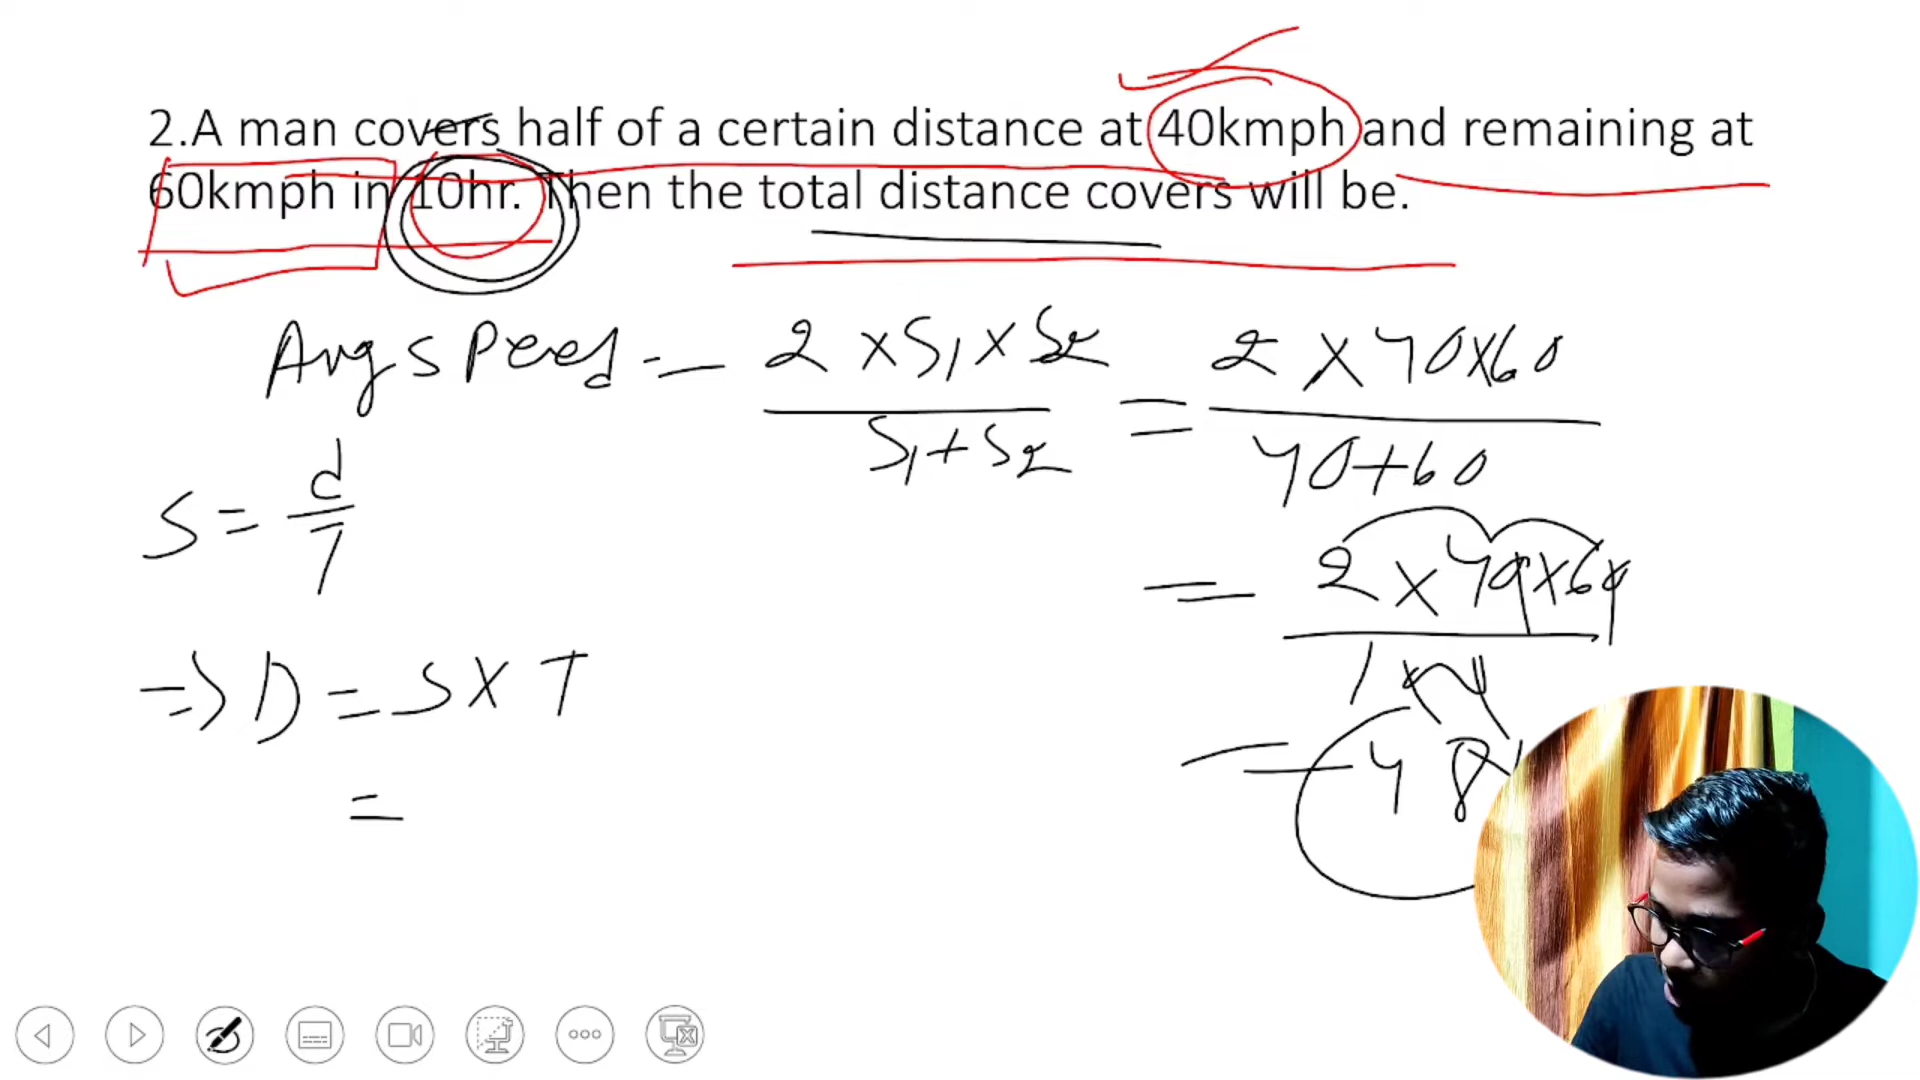 2.A man covers half of a certain distance at 40kmph and remaining at
60kmph in 10hr. Then the total distance covers will be.
Avg speed = 2 × S1 × S2 / S1 + S2 = 2 × 40 × 60 / 40 + 60
S = d / T
= 2 × 40 × 60 / 100
⇒ D = S × T
= 48
=